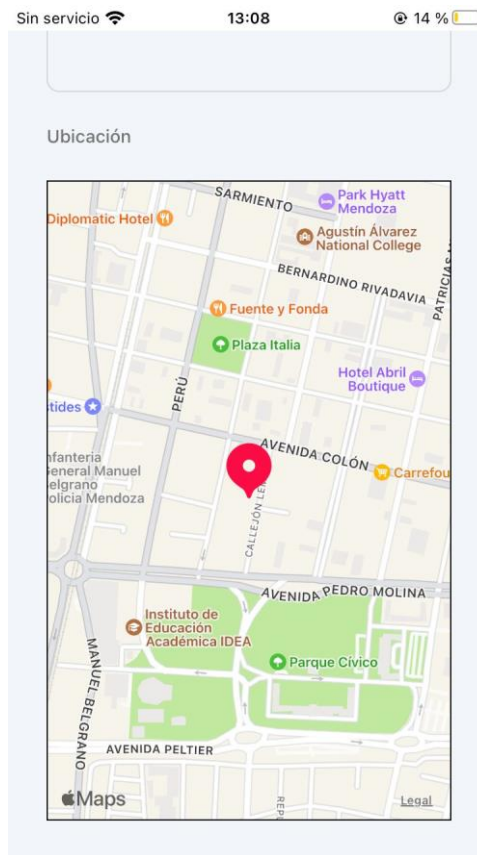 Sin servicio 13:08 14 %
Ubicación
SARMIENTO
Park Hyatt
Mendoza
Diplomatic Hotel
Agustín Álvarez
National College
BERNARDINO RIVADAVIA
Fuente y Fonda
Plaza Italia
PERÚ
Hotel Abril
Boutique
stides
AVENIDA COLÓN
Carrefou
nfanteria
General Manuel
elgrano
olicia Mendoza
CALLEJÓN
AVENIDA PEDRO MOLINA
Instituto de
Educación
Académica IDEA
Parque Cívico
MANUEL BELGRANO
AVENIDA PELTIER
Maps
Legal